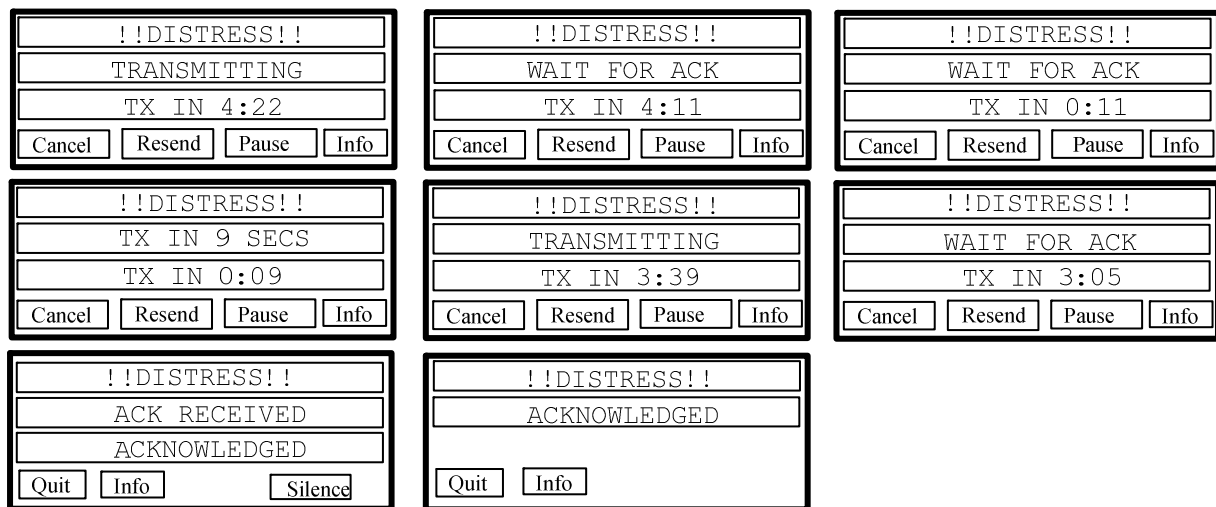 !!DISTRESS!!
TRANSMITTING
TX IN 4:22
Cancel Resend Pause Info
!!DISTRESS!!
WAIT FOR ACK
TX IN 4:11
Cancel Resend Pause Info
!!DISTRESS!!
WAIT FOR ACK
TX IN 0:11
Cancel Resend Pause Info
!!DISTRESS!!
TX IN 9 SECS
TX IN 0:09
Cancel Resend Pause Info
!!DISTRESS!!
TRANSMITTING
TX IN 3:39
Cancel Resend Pause Info
!!DISTRESS!!
WAIT FOR ACK
TX IN 3:05
Cancel Resend Pause Info
!!DISTRESS!!
ACK RECEIVED
ACKNOWLEDGED
Quit Info Silence
!!DISTRESS!!
ACKNOWLEDGED
Quit Info